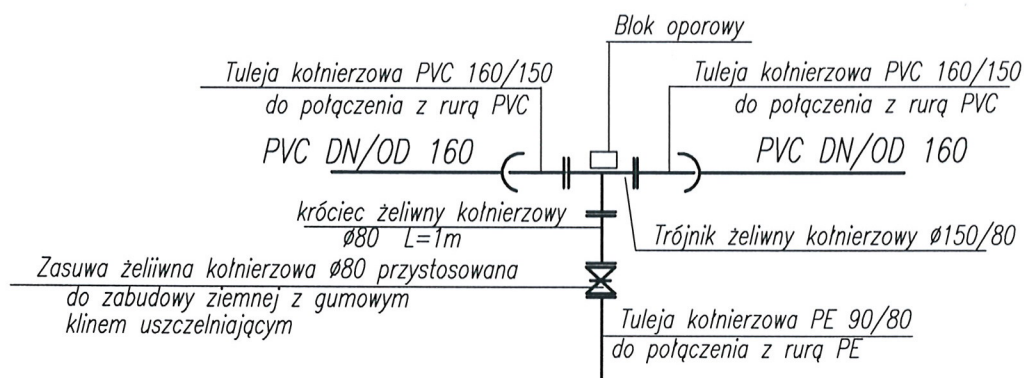 Blok oporowy
Tuleja kołnierzowa PVC 160/150
do połączenia z rurą PVC
Tuleja kołnierzowa PVC 160/150
do połączenia z rurą PVC
PVC DN/OD 160
PVC DN/OD 160
króciec żeliwny kołnierzowy
ø80 L=1m
Trójnik żeliwny kołnierzowy ø150/80
Zasuwa żeliiwna kołnierzowa ø80 przystosowana
do zabudowy ziemnej z gumowym
klinem uszczelniającym
Tuleja kołnierzowa PE 90/80
do połączenia z rurą PE